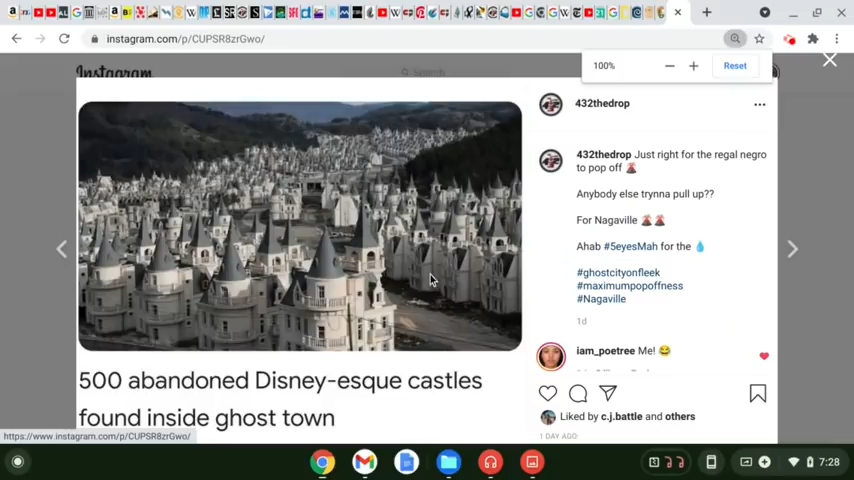 instagram.com/p/CUPSR8zrGwo/
Instagram
Search
100%
Reset
432thedrop
432thedrop Just right for the regal negro
to pop off 🌋
Anybody else trynna pull up??
For Nagaville 🌋🌋
Ahab #5eyesMah for the 💧
#ghostcityonfleek
#maximumpopoffness
#Nagaville
1d
iam_poetree Me! 😂
500 abandoned Disney-esque castles
found inside ghost town
Liked by c.j.battle and others
1 DAY AGO
https://www.instagram.com/p/CUPSR8zrGwo/
7:28